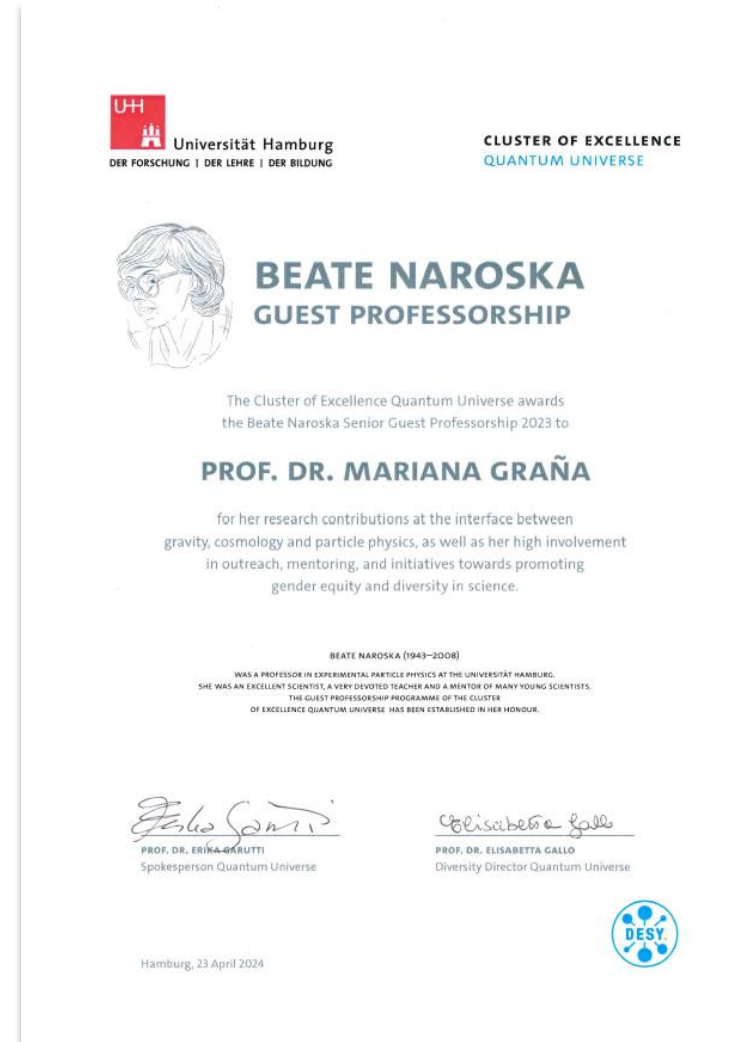 UHH
Universität Hamburg
DER FORSCHUNG | DER LEHRE | DER BILDUNG
CLUSTER OF EXCELLENCE
QUANTUM UNIVERSE
BEATE NAROSKA
GUEST PROFESSORSHIP
The Cluster of Excellence Quantum Universe awards
the Beate Naroska Senior Guest Professorship 2023 to
PROF. DR. MARIANA GRAÑA
for her research contributions at the interface between
gravity, cosmology and particle physics, as well as her high involvement
in outreach, mentoring, and initiatives towards promoting
gender equity and diversity in science.
BEATE NAROSKA (1943–2008)
WAS A PROFESSOR IN EXPERIMENTAL PARTICLE PHYSICS AT THE UNIVERSITÄT HAMBURG.
SHE WAS AN EXCELLENT SCIENTIST, A VERY DEVOTED TEACHER AND A MENTOR OF MANY YOUNG SCIENTISTS.
THE GUEST PROFESSORSHIP PROGRAMME OF THE CLUSTER
OF EXCELLENCE QUANTUM UNIVERSE HAS BEEN ESTABLISHED IN HER HONOUR.
Elisabetta Gallo
PROF. DR. ERIKA GARUTTI
Spokesperson Quantum Universe
PROF. DR. ELISABETTA GALLO
Diversity Director Quantum Universe
DESY.
Hamburg, 23 April 2024